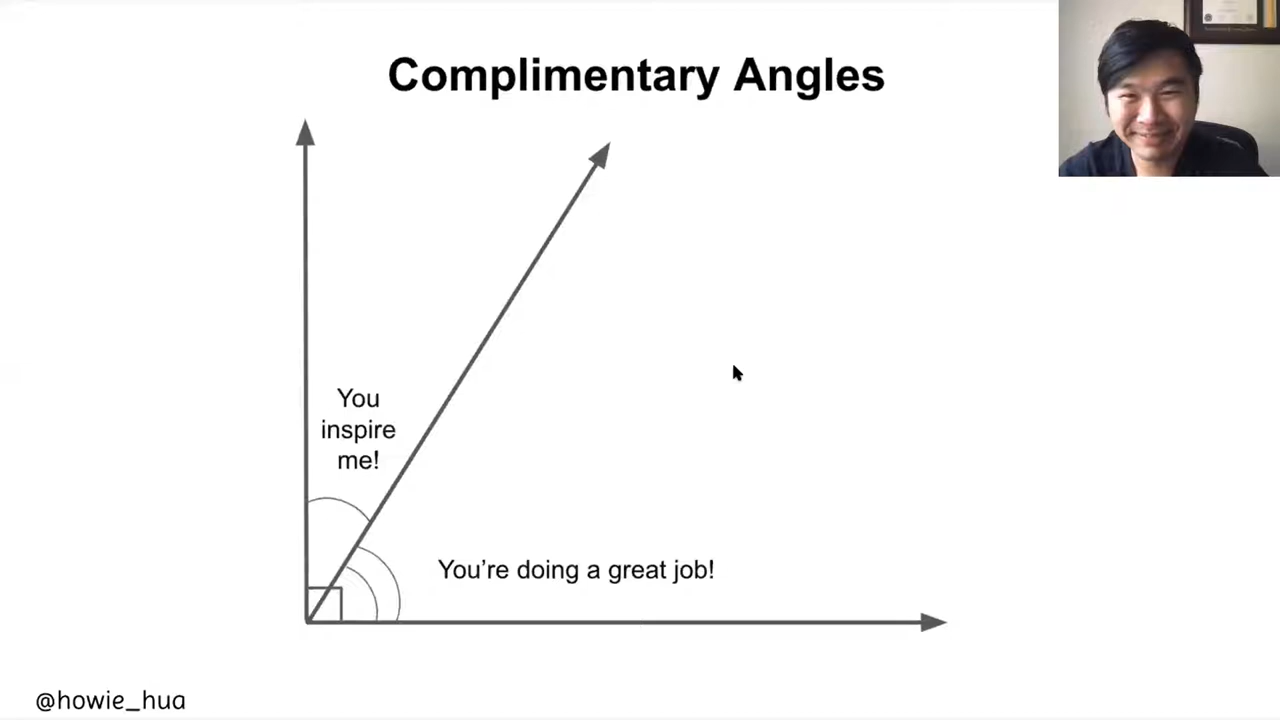 Complimentary Angles
You
inspire
me!
You’re doing a great job!
@howie_hua